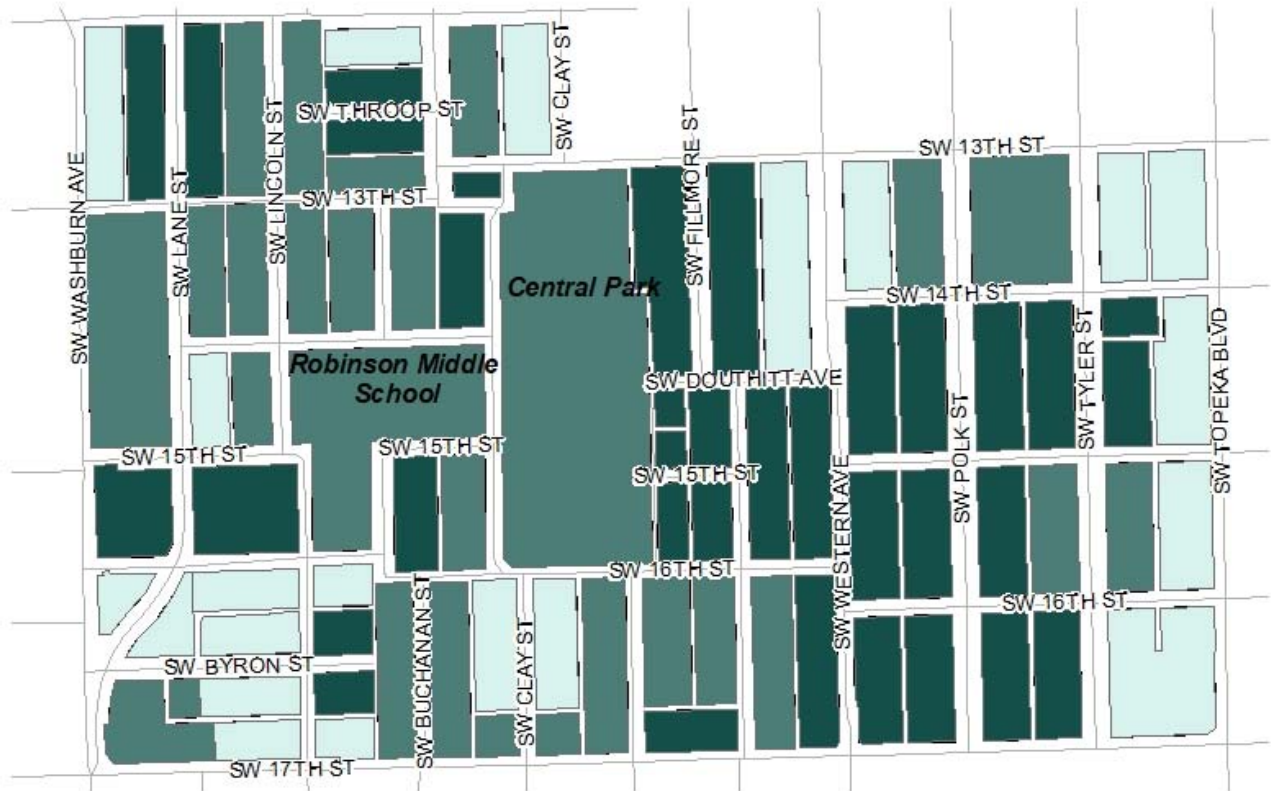 SW CLAY ST
SW THROOP ST
SW FILLMORE ST
SW 13TH ST
SW WASHBURN AVE
SW LANE ST
SW LINCOLN ST
SW 13TH ST
Central Park
SW 14TH ST
Robinson Middle
School
SW DOUTHITT AVE
SW TYLER ST
SW TOPEKA BLVD
SW POLK ST
SW 15TH ST
SW 15TH ST
SW 15TH ST
SW WESTERN AVE
SW 16TH ST
SW 16TH ST
SW BUCHANAN ST
SW CLAY ST
SW BYRON ST
SW 17TH ST